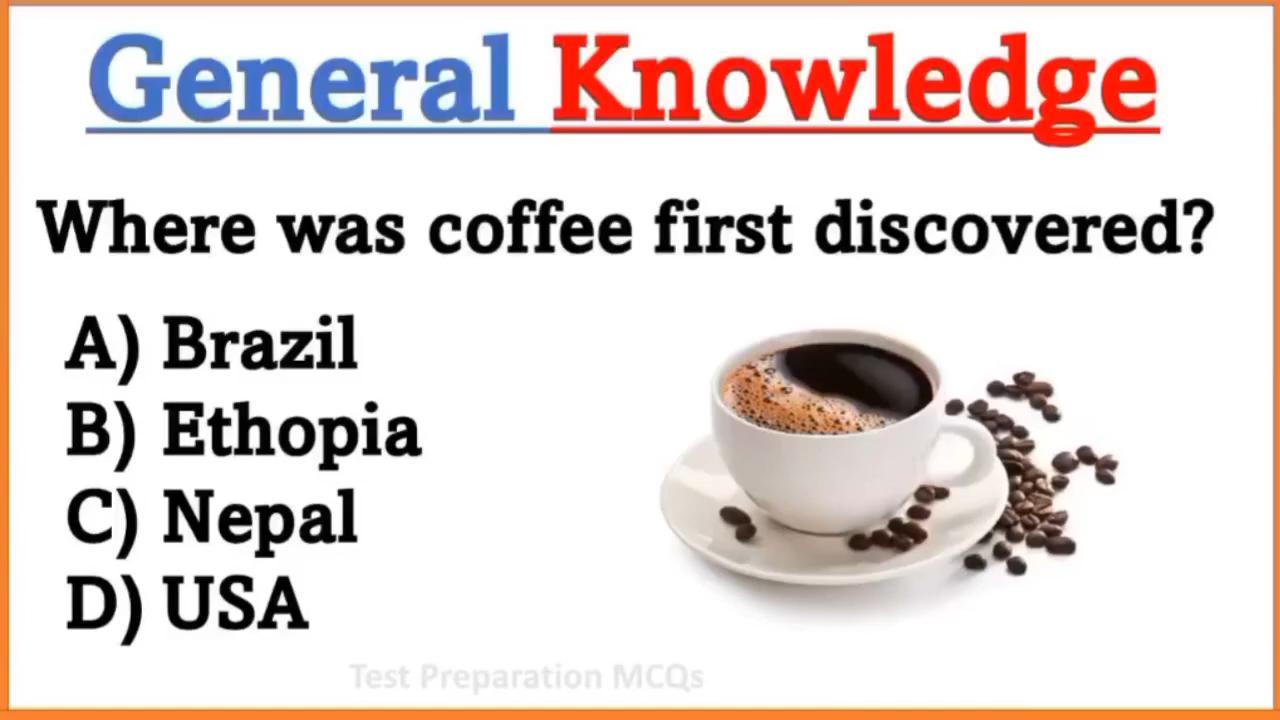 General Knowledge
Where was coffee first discovered?
A) Brazil
B) Ethopia
C) Nepal
D) USA
Test Preparation MCQs